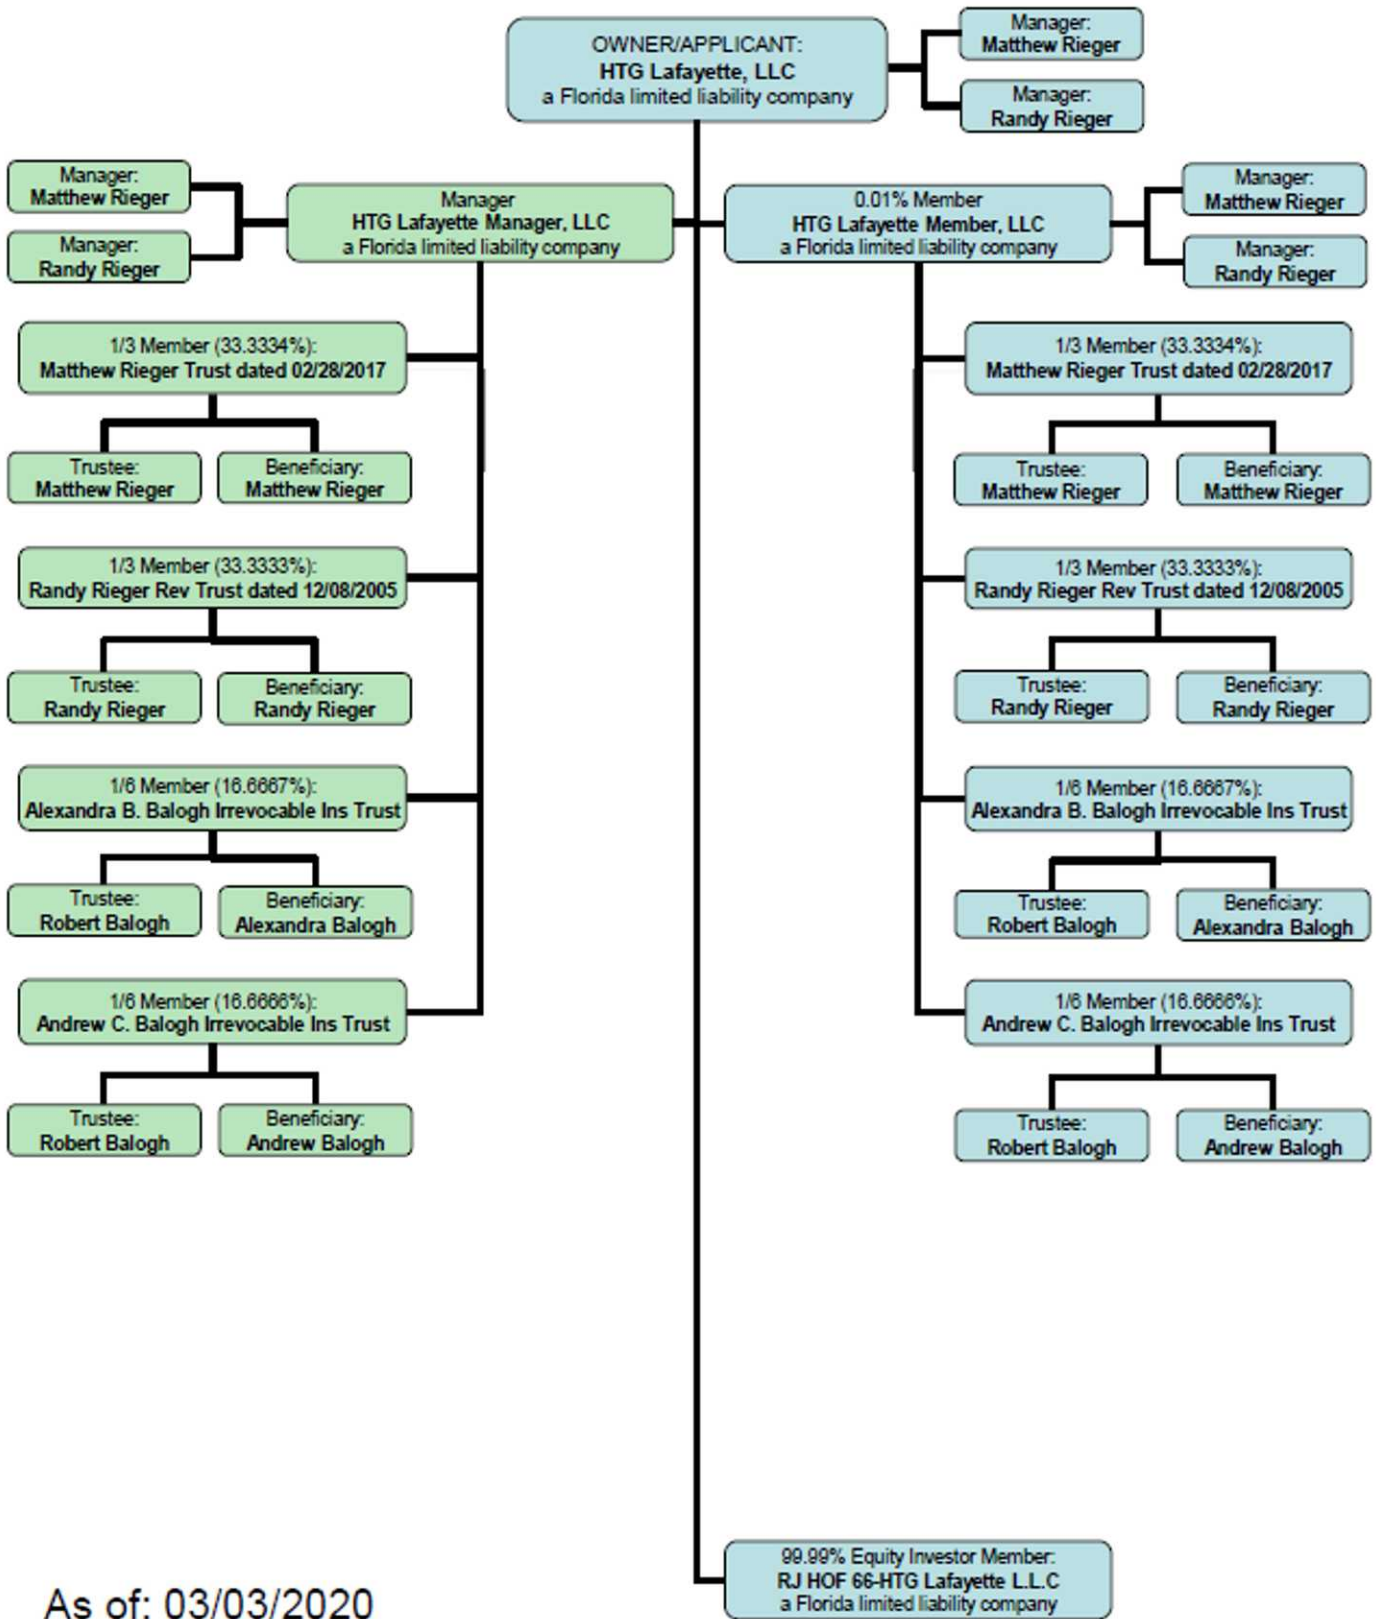 OWNER/APPLICANT:
HTG Lafayette, LLC
a Florida limited liability company
Manager:
Matthew Rieger
Manager:
Randy Rieger
Manager:
Matthew Rieger
Manager:
Randy Rieger
Manager
HTG Lafayette Manager, LLC
a Florida limited liability company
0.01% Member
HTG Lafayette Member, LLC
a Florida limited liability company
Manager:
Matthew Rieger
Manager:
Randy Rieger
1/3 Member (33.3334%):
Matthew Rieger Trust dated 02/28/2017
Trustee:
Matthew Rieger
Beneficiary:
Matthew Rieger
1/3 Member (33.3333%):
Randy Rieger Rev Trust dated 12/08/2005
Trustee:
Randy Rieger
Beneficiary:
Randy Rieger
1/6 Member (16.6667%):
Alexandra B. Balogh Irrevocable Ins Trust
Trustee:
Robert Balogh
Beneficiary:
Alexandra Balogh
1/6 Member (16.6666%):
Andrew C. Balogh Irrevocable Ins Trust
Trustee:
Robert Balogh
Beneficiary:
Andrew Balogh
1/3 Member (33.3334%):
Matthew Rieger Trust dated 02/28/2017
Trustee:
Matthew Rieger
Beneficiary:
Matthew Rieger
1/3 Member (33.3333%):
Randy Rieger Rev Trust dated 12/08/2005
Trustee:
Randy Rieger
Beneficiary:
Randy Rieger
1/6 Member (16.6667%):
Alexandra B. Balogh Irrevocable Ins Trust
Trustee:
Robert Balogh
Beneficiary:
Alexandra Balogh
1/6 Member (16.6666%):
Andrew C. Balogh Irrevocable Ins Trust
Trustee:
Robert Balogh
Beneficiary:
Andrew Balogh
99.99% Equity Investor Member:
RJ HOF 66-HTG Lafayette L.L.C
a Florida limited liability company
As of: 03/03/2020